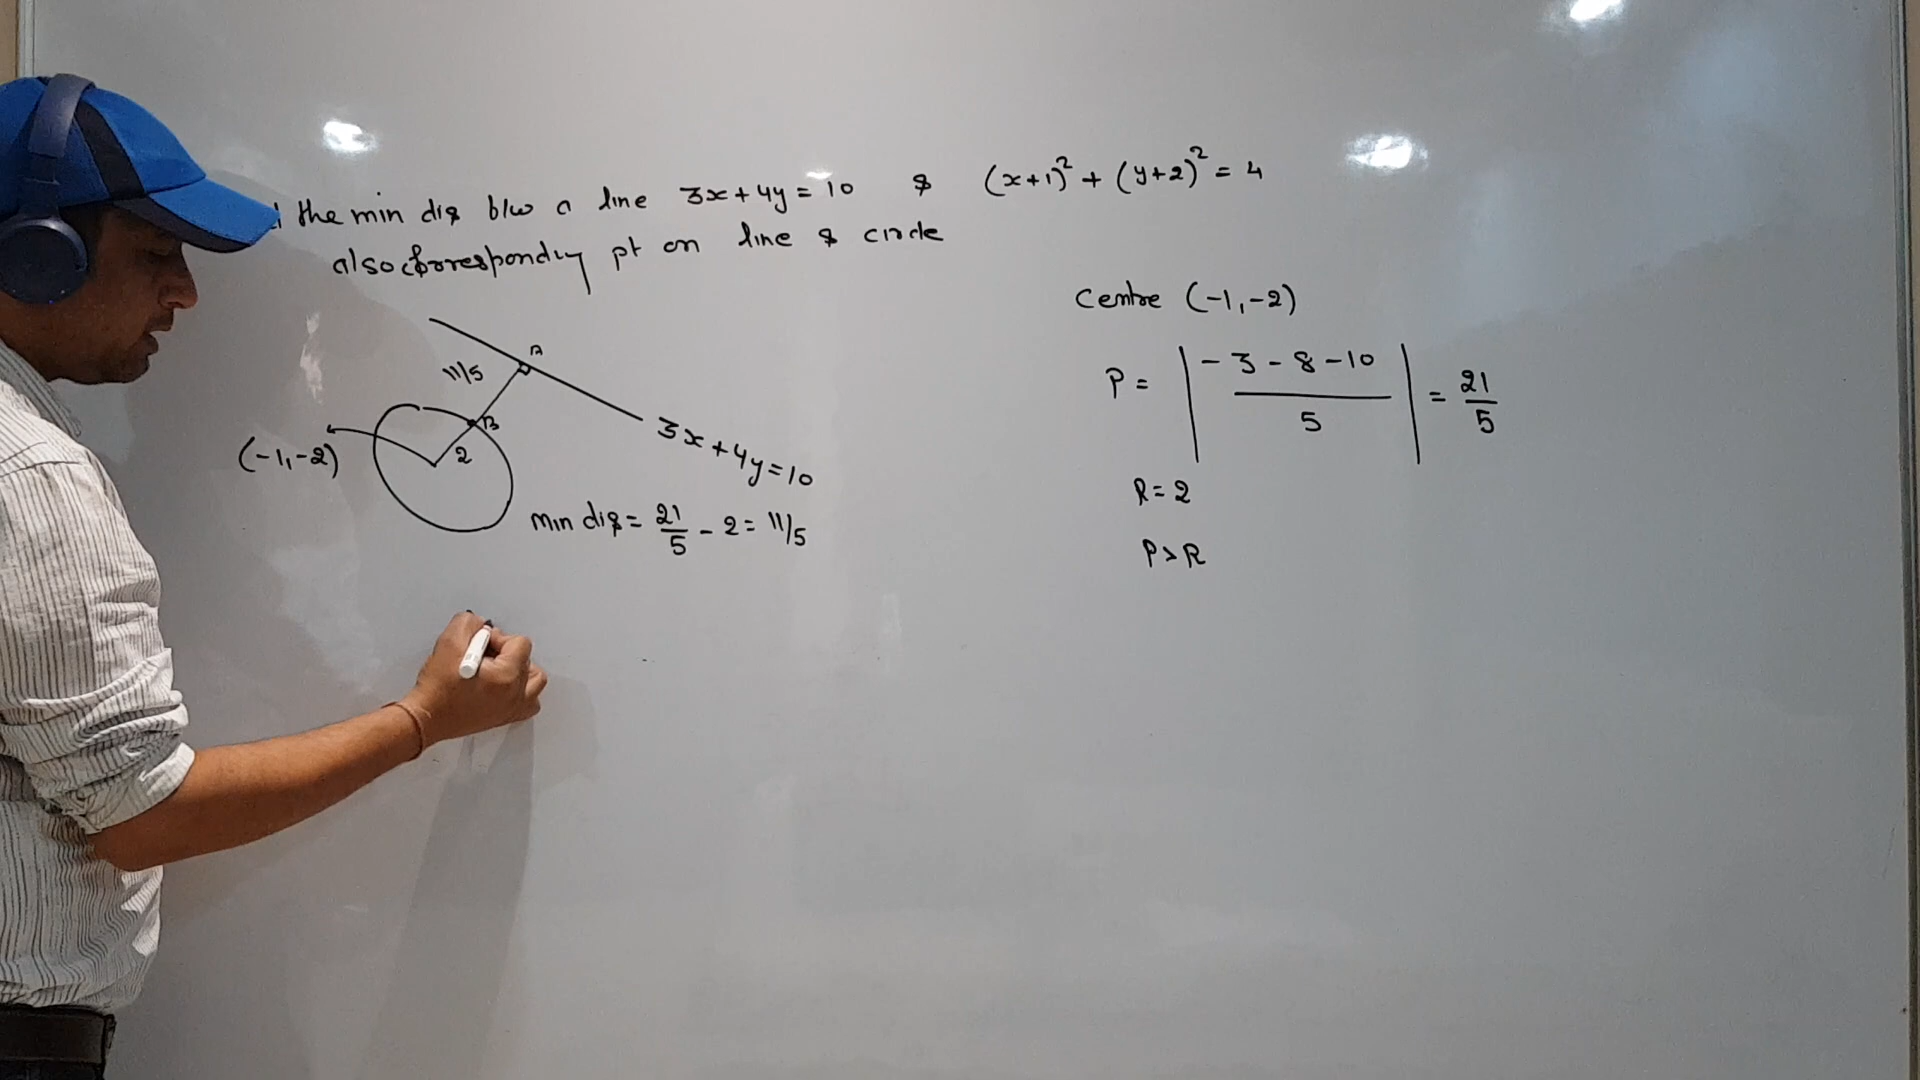 the min dis b/w a line 3x+4y=10 & (x+1)²+(y+2)²=4
also corresponding pt on line & circle
Centre (-1,-2)
A
11/5
P = |-3-8-10 / 5| = 21/5
B
3x+4y=10
(-1,-2)
2
R=2
min dis = 21/5 - 2 = 11/5
P>R